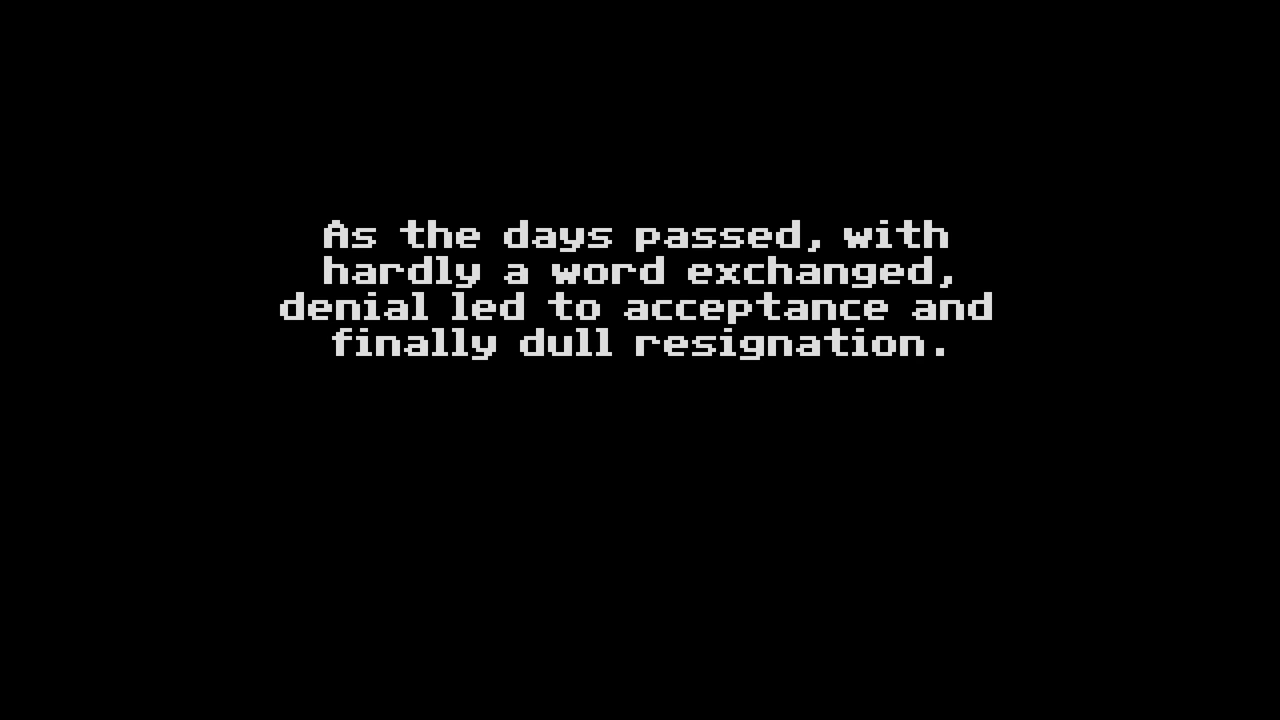 As the days passed, with
hardly a word exchanged,
denial led to acceptance and
finally dull resignation.